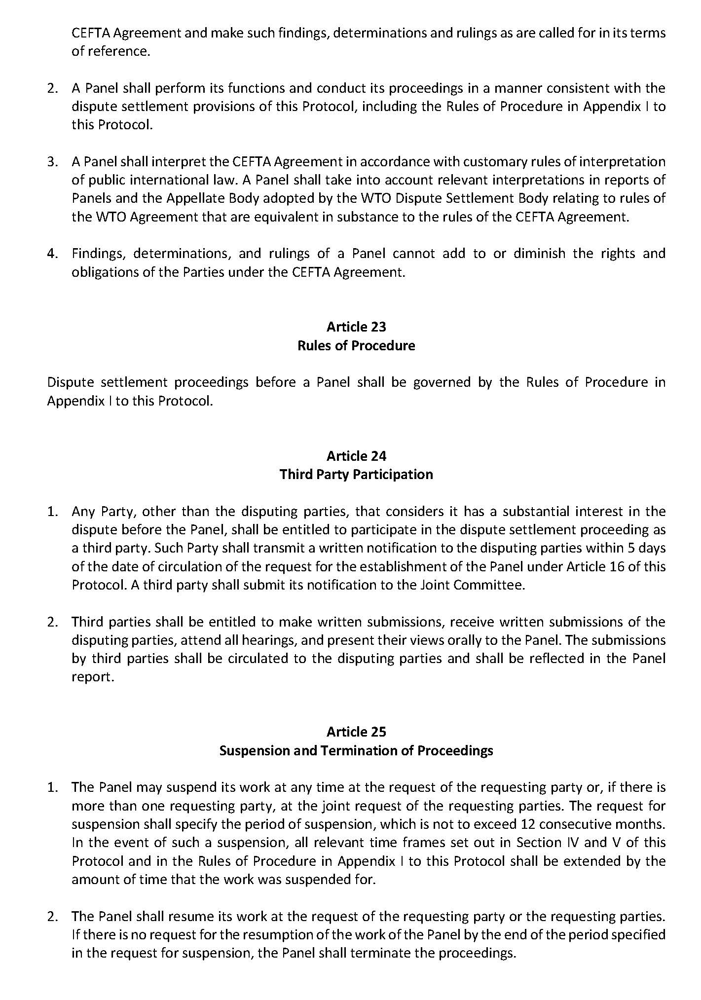 CEFTA Agreement and make such findings, determinations and rulings as are called for in its terms
of reference.
2. A Panel shall perform its functions and conduct its proceedings in a manner consistent with the
dispute settlement provisions of this Protocol, including the Rules of Procedure in Appendix I to
this Protocol.
3. A Panel shall interpret the CEFTA Agreement in accordance with customary rules of interpretation
of public international law. A Panel shall take into account relevant interpretations in reports of
Panels and the Appellate Body adopted by the WTO Dispute Settlement Body relating to rules of
the WTO Agreement that are equivalent in substance to the rules of the CEFTA Agreement.
4. Findings, determinations, and rulings of a Panel cannot add to or diminish the rights and
obligations of the Parties under the CEFTA Agreement.
Article 23
Rules of Procedure
Dispute settlement proceedings before a Panel shall be governed by the Rules of Procedure in
Appendix I to this Protocol.
Article 24
Third Party Participation
1. Any Party, other than the disputing parties, that considers it has a substantial interest in the
dispute before the Panel, shall be entitled to participate in the dispute settlement proceeding as
a third party. Such Party shall transmit a written notification to the disputing parties within 5 days
of the date of circulation of the request for the establishment of the Panel under Article 16 of this
Protocol. A third party shall submit its notification to the Joint Committee.
2. Third parties shall be entitled to make written submissions, receive written submissions of the
disputing parties, attend all hearings, and present their views orally to the Panel. The submissions
by third parties shall be circulated to the disputing parties and shall be reflected in the Panel
report.
Article 25
Suspension and Termination of Proceedings
1. The Panel may suspend its work at any time at the request of the requesting party or, if there is
more than one requesting party, at the joint request of the requesting parties. The request for
suspension shall specify the period of suspension, which is not to exceed 12 consecutive months.
In the event of such a suspension, all relevant time frames set out in Section IV and V of this
Protocol and in the Rules of Procedure in Appendix I to this Protocol shall be extended by the
amount of time that the work was suspended for.
2. The Panel shall resume its work at the request of the requesting party or the requesting parties.
If there is no request for the resumption of the work of the Panel by the end of the period specified
in the request for suspension, the Panel shall terminate the proceedings.